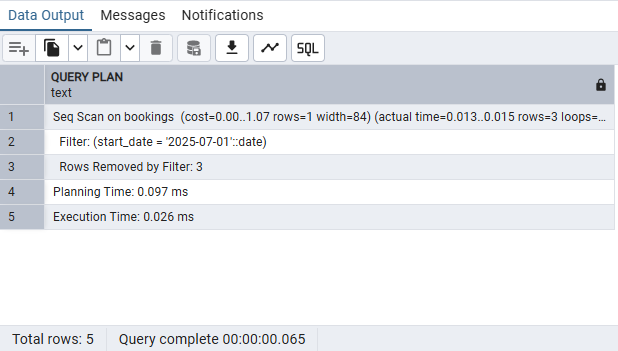 Data Output Messages Notifications
SQL
QUERY PLAN
text
1 Seq Scan on bookings (cost=0.00..1.07 rows=1 width=84) (actual time=0.013..0.015 rows=3 loops=...
2 Filter: (start_date = '2025-07-01'::date)
3 Rows Removed by Filter: 3
4 Planning Time: 0.097 ms
5 Execution Time: 0.026 ms
Total rows: 5 Query complete 00:00:00.065